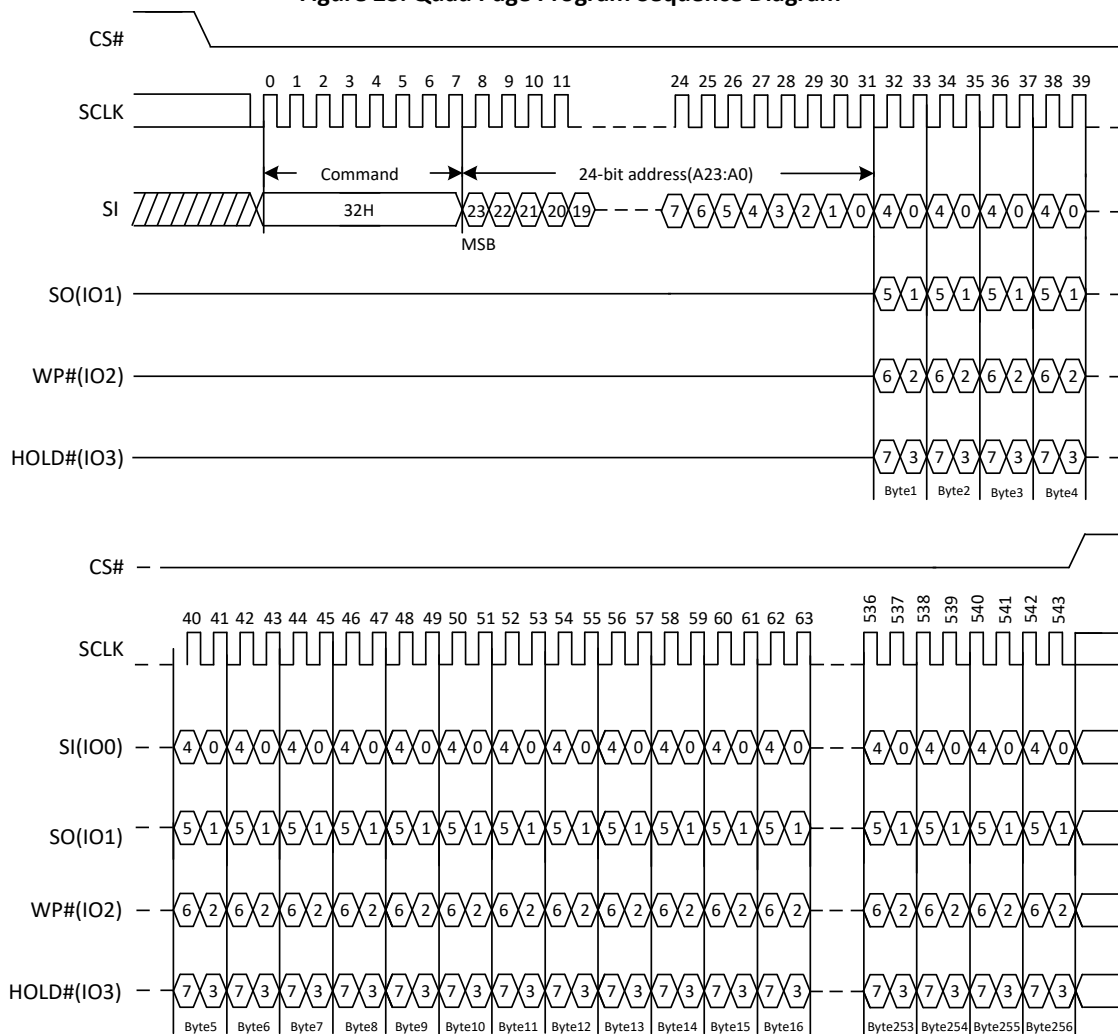 CS#
0 1 2 3 4 5 6 7 8 9 10 11 24 25 26 27 28 29 30 31 32 33 34 35 36 37 38 39
SCLK
Command 24-bit address(A23:A0)
SI 32H 23 22 21 20 19 7 6 5 4 3 2 1 0 4 0 4 0 4 0 4 0
MSB
SO(IO1) 5 1 5 1 5 1 5 1
WP#(IO2) 6 2 6 2 6 2 6 2
HOLD#(IO3) 7 3 7 3 7 3 7 3
Byte1 Byte2 Byte3 Byte4
CS#
40 41 42 43 44 45 46 47 48 49 50 51 52 53 54 55 56 57 58 59 60 61 62 63 536 537 538 539 540 541 542 543
SCLK
SI(IO0) 4 0 4 0 4 0 4 0 4 0 4 0 4 0 4 0 4 0 4 0 4 0 4 0 4 0 4 0 4 0 4 0
SO(IO1) 5 1 5 1 5 1 5 1 5 1 5 1 5 1 5 1 5 1 5 1 5 1 5 1 5 1 5 1 5 1 5 1
WP#(IO2) 6 2 6 2 6 2 6 2 6 2 6 2 6 2 6 2 6 2 6 2 6 2 6 2 6 2 6 2 6 2 6 2
HOLD#(IO3) 7 3 7 3 7 3 7 3 7 3 7 3 7 3 7 3 7 3 7 3 7 3 7 3 7 3 7 3 7 3 7 3
Byte5 Byte6 Byte7 Byte8 Byte9 Byte10 Byte11 Byte12 Byte13 Byte14 Byte15 Byte16 Byte253 Byte254 Byte255 Byte256